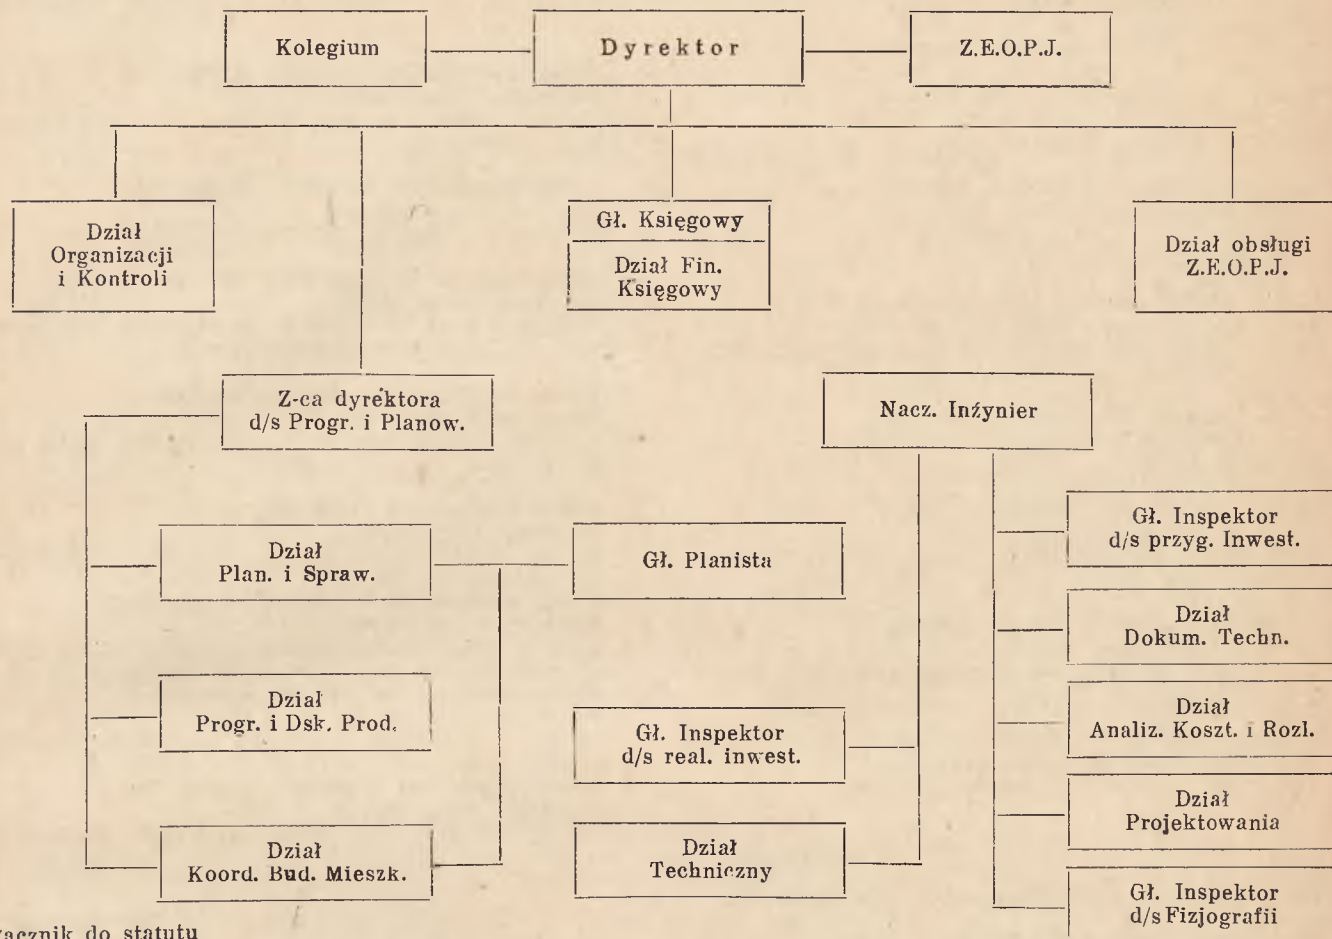 Kolegium
Dyrektor
Z.E.O.P.J.
Dział
Organizacji
i Kontroli
Gł. Księgowy
Dział Fin.
Księgowy
Dział obsługi
Z.E.O.P.J.
Z-ca dyrektora
d/s Progr. i Planow.
Nacz. Inżynier
Dział
Plan. i Spraw.
Gł. Planista
Gł. Inspektor
d/s przyg. Inwest.
Dział
Dokum. Techn.
Dział
Progr. i Dsk. Prod.
Gł. Inspektor
d/s real. inwest.
Dział
Analiz. Koszt. i Rozl.
Dział
Projektowania
Dział
Koord. Bud. Mieszk.
Dział
Techniczny
Gł. Inspektor
d/s Fizjografii
do statutu